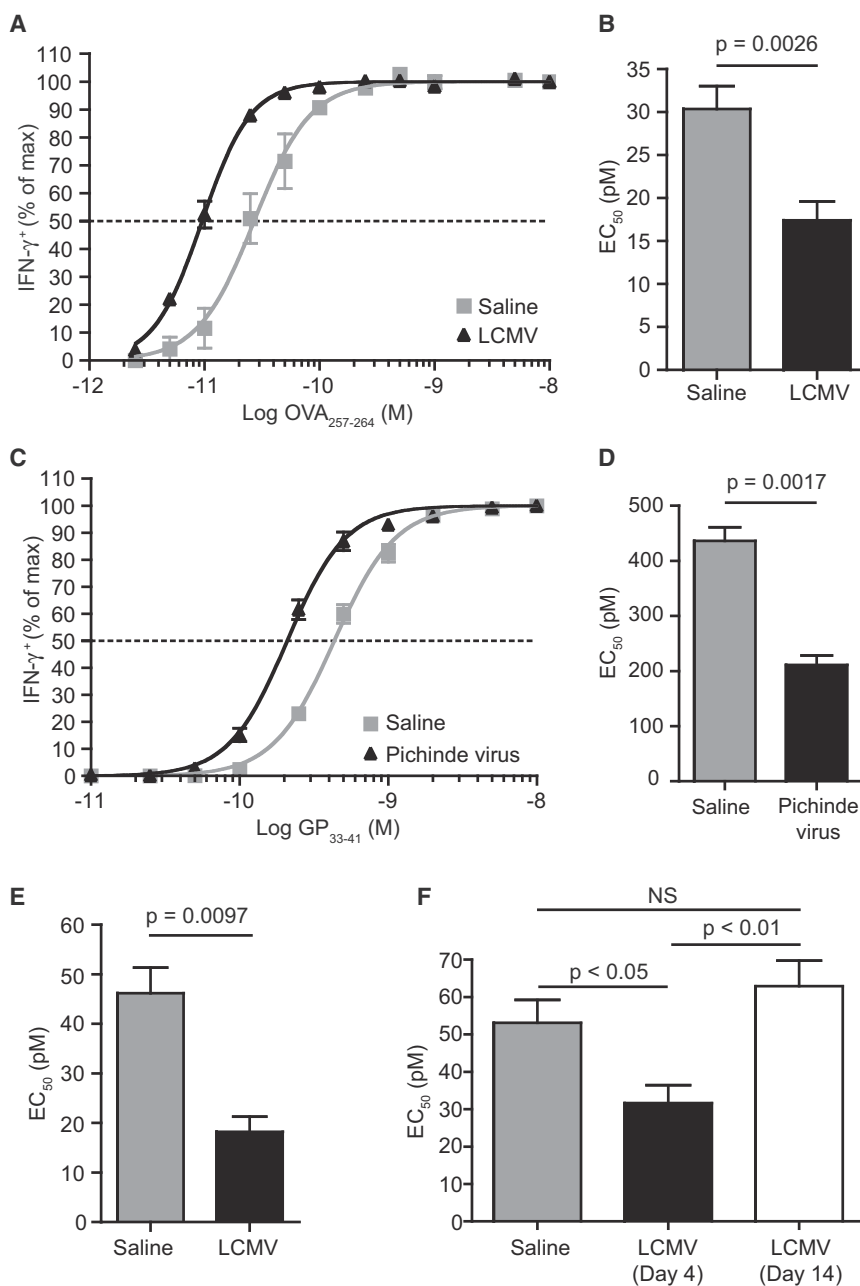 A
IFN-γ⁺ (% of max)
110
100
90
80
70
60
50
40
30
20
10
0
-12 -11 -10 -9 -8
Log OVA₂₅₇₋₂₆₄ (M)
Saline
LCMV
B
p = 0.0026
EC₅₀ (pM)
35
30
25
20
15
10
5
0
Saline LCMV
C
IFN-γ⁺ (% of max)
110
100
90
80
70
60
50
40
30
20
10
0
-11 -10 -9 -8
Log GP₃₃₋₄₁ (M)
Saline
Pichinde virus
D
p = 0.0017
EC₅₀ (pM)
500
400
300
200
100
0
Saline Pichinde
virus
E
p = 0.0097
EC₅₀ (pM)
60
50
40
30
20
10
0
Saline LCMV
F
NS
p < 0.01
p < 0.05
EC₅₀ (pM)
70
60
50
40
30
20
10
0
Saline LCMV LCMV
(Day 4) (Day 14)